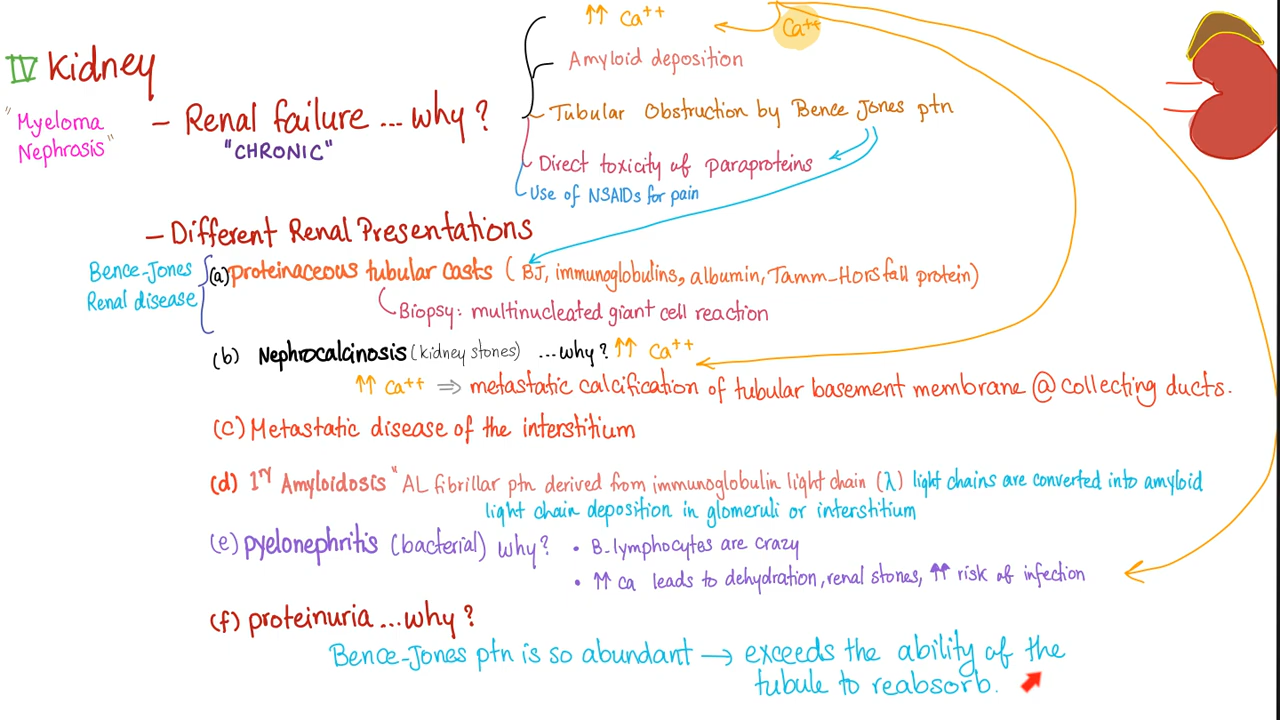 IV Kidney
"Myeloma Nephrosis"
– Renal failure ... why?
"CHRONIC"
↑↑ Ca++
Ca++
Amyloid deposition
Tubular Obstruction by Bence Jones ptn
Direct toxicity of paraproteins
Use of NSAIDs for pain
– Different Renal Presentations
Bence-Jones
Renal disease
(a) proteinaceous tubular casts (BJ, immunoglobulins, albumin, Tamm-Horsfall protein)
Biopsy: multinucleated giant cell reaction
(b) Nephrocalcinosis (kidney stones) ...why? ↑↑ Ca++
↑↑ Ca++ ⇒ metastatic calcification of tubular basement membrane @ collecting ducts.
(c) Metastatic disease of the interstitium
(d) 1ry Amyloidosis " AL fibrillar ptn derived from immunoglobulin light chain (λ) light chains are converted into amyloid
light chain deposition in glomeruli or interstitium
(e) pyelonephritis (bacterial) why? • B-lymphocytes are crazy
• ↑↑ Ca leads to dehydration, renal stones, ↑↑ risk of infection
(f) proteinuria ... why?
Bence-Jones ptn is so abundant → exceeds the ability of the
tubule to reabsorb.